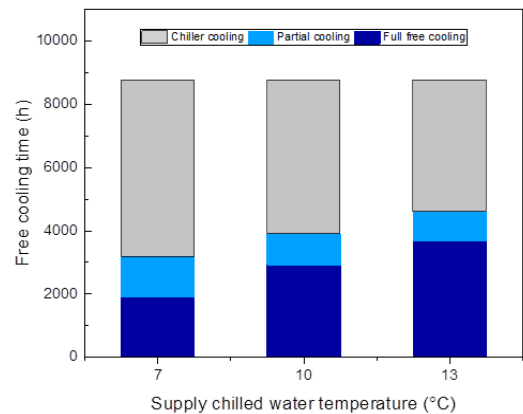 10000
Chiller cooling Partial cooling Full free cooling
8000
6000
4000
2000
0
Free cooling time (h)
7 10 13
Supply chilled water temperature (°C)